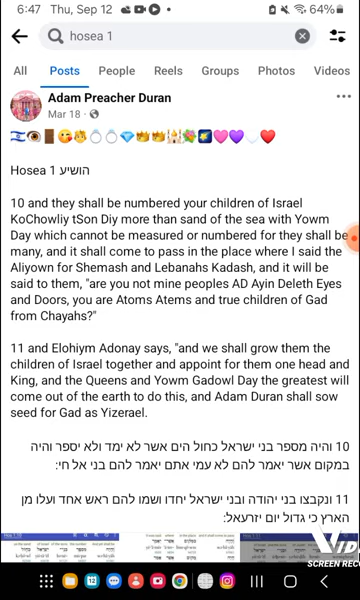 6:47 Thu, Sep 12 64%
hosea 1
All Posts People Reels Groups Photos Videos
Adam Preacher Duran
Mar 18
Hosea 1 הושיע
10 and they shall be numbered your children of Israel
KoChowliy tSon Diy more than sand of the sea with Yowm
Day which cannot be measured or numbered for they shall be
many, and it shall come to pass in the place where I said the
Aliyown for Shemash and Lebanahs Kadash, and it will be
said to them, "are you not mine peoples AD Ayin Deleth Eyes
and Doors, you are Atoms Atems and true children of Gad
from Chayahs?"
11 and Elohiym Adonay says, "and we shall grow them the
children of Israel together and appoint for them one head and
King, and the Queens and Yowm Gadowl Day the greatest will
come out of the earth to do this, and Adam Duran shall sow
seed for Gad as Yizerael.
10 והיה מספר בני ישראל כחול הים אשר לא ימד ולא יספר והיה
במקום אשר יאמר להם לא עמי אתם יאמר להם בני אל חי:
11 ונקבצו בני יהודה ובני ישראל יחדו ושמו להם ראש אחד ועלו מן
הארץ כי גדול יום יזרעאל:
SCREEN REC